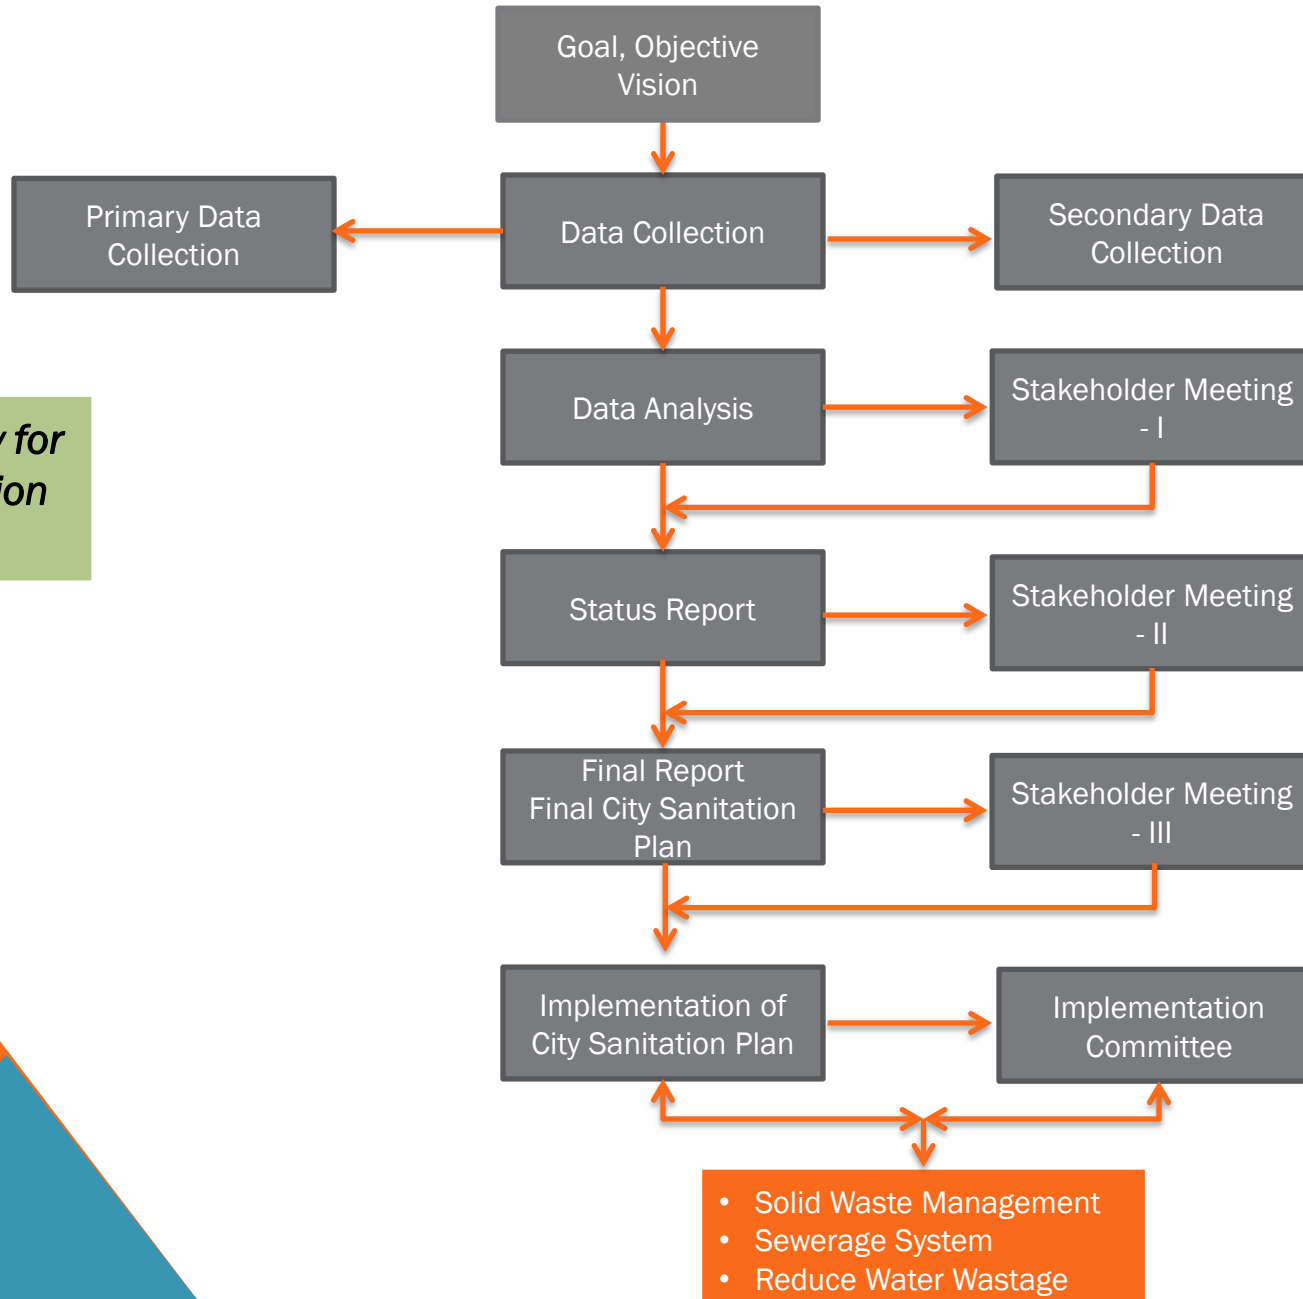 Goal, Objective
Vision
Primary Data
Collection
Data Collection
Secondary Data
Collection
Data Analysis
Stakeholder Meeting
- I
for
Status Report
Stakeholder Meeting
- II
Final Report
Final City Sanitation
Plan
Stakeholder Meeting
- III
Implementation of
City Sanitation Plan
Implementation
Committee
• Solid Waste Management
• Sewerage System
• Reduce Water Wastage